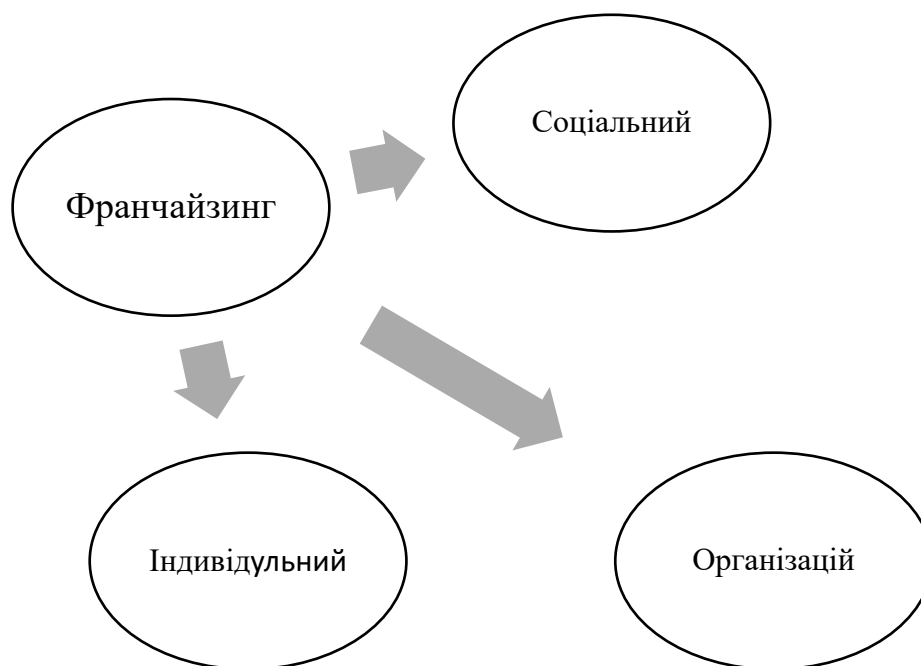 Соціальний
Франчайзинг
Індивідульний
Організацій